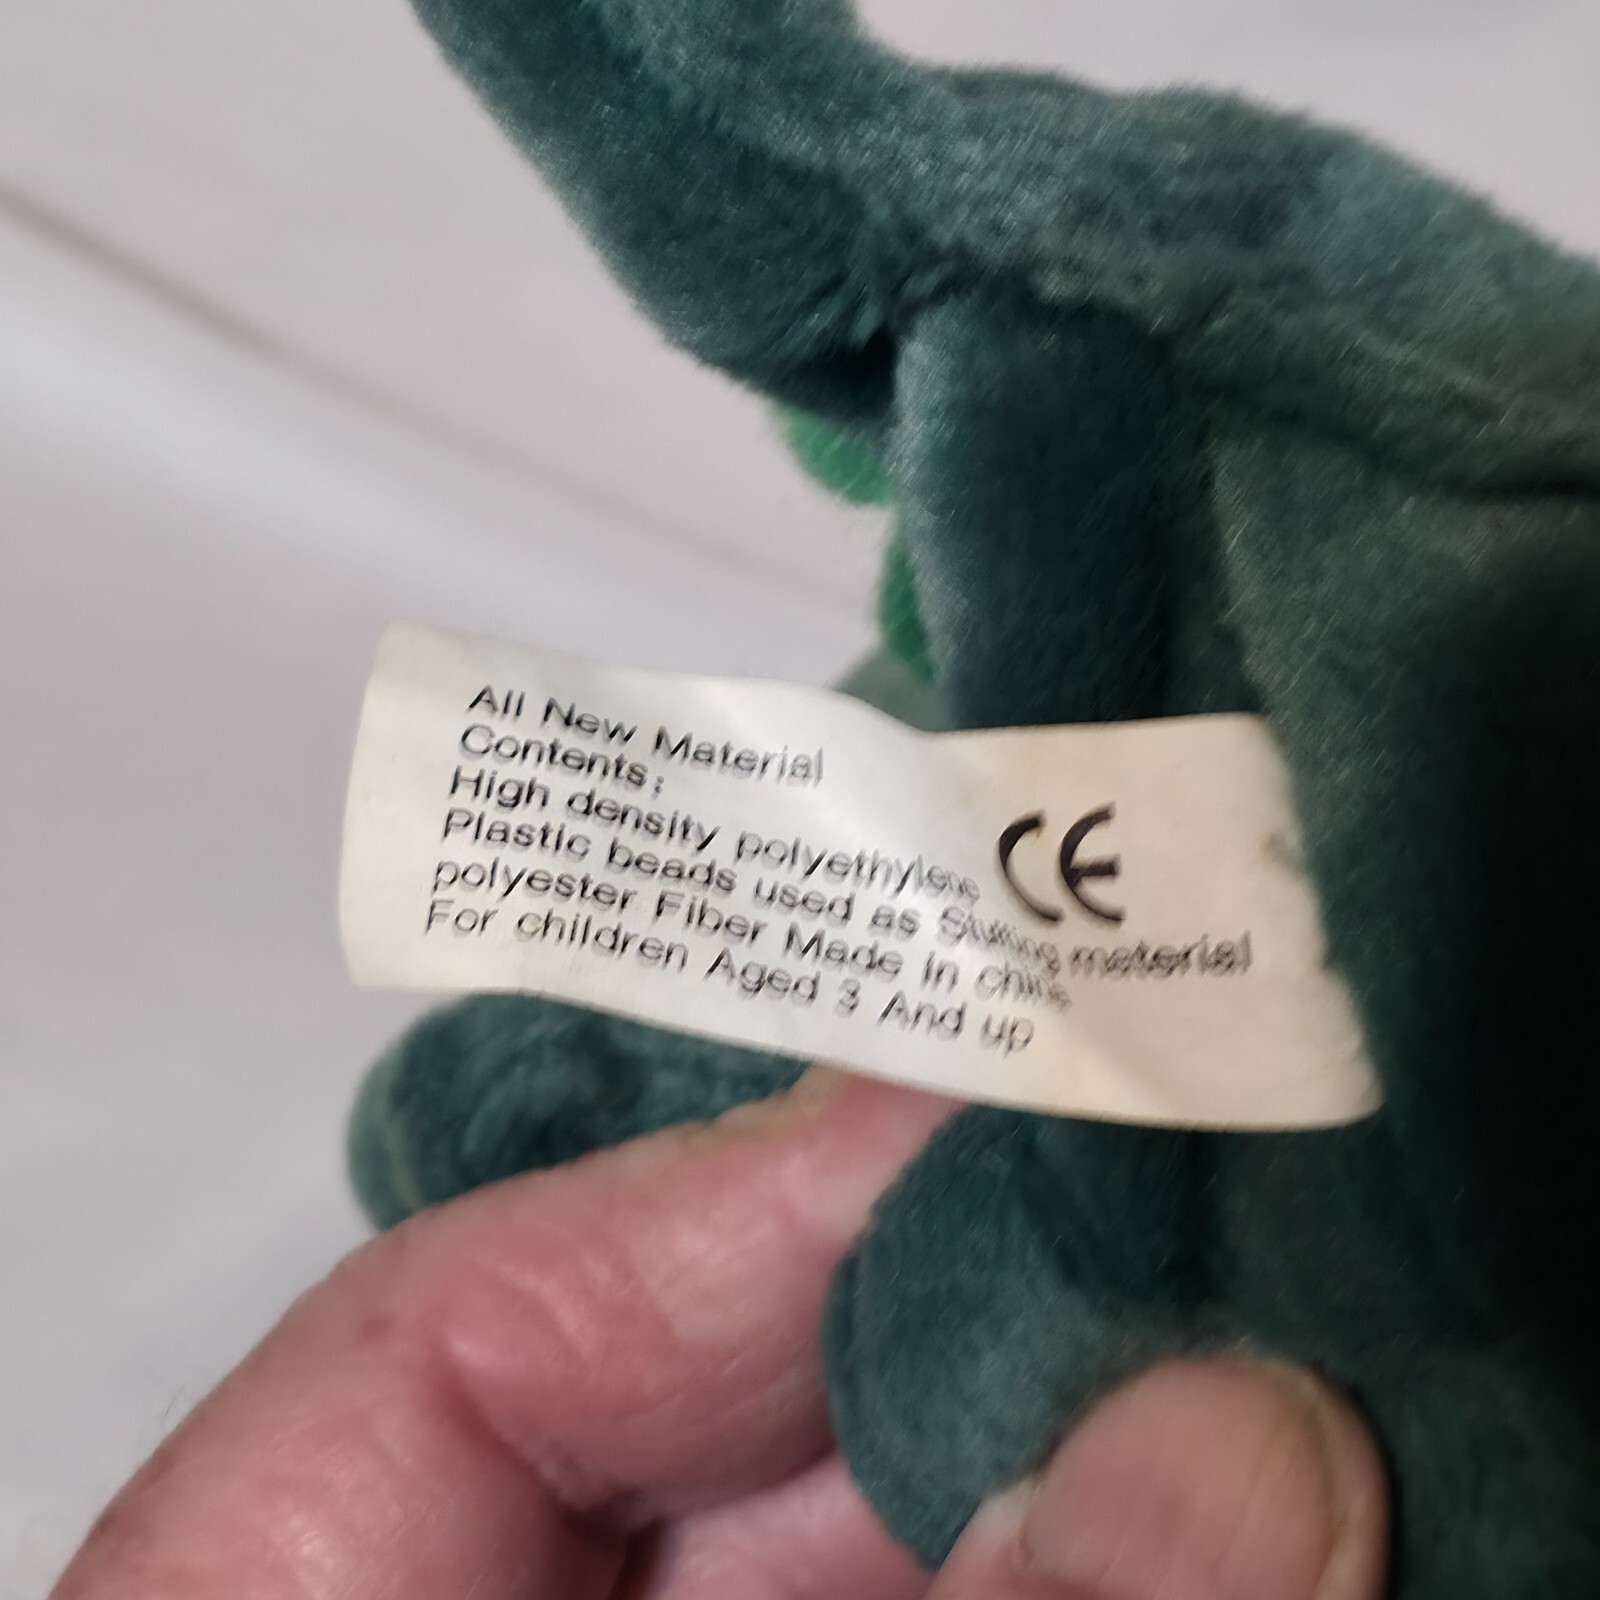 All New Material
Contents:
High density polyethylene
Plastic beads used as Stuffing material
polyester Fiber Made in china
For children Aged 3 And up
CE